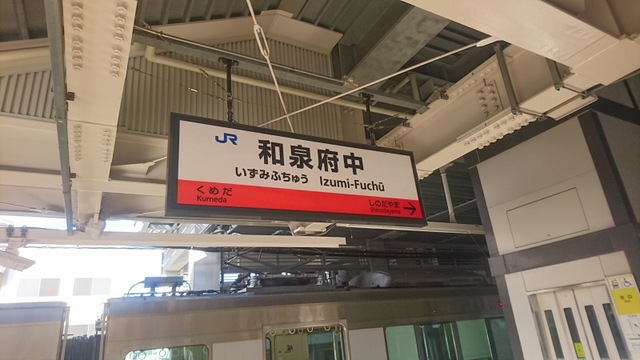 JR
和泉府中
いずみふちゅう Izumi-Fuchū
くめだ
Kumeda
しのだやま
Shinodayama